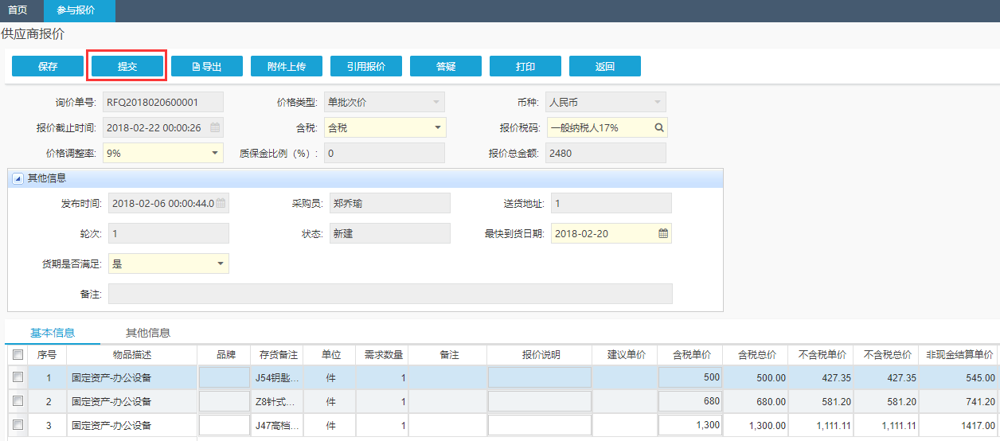 首页 参与报价
供应商报价
保存 提交 导出 附件上传 引用报价 答疑 打印 返回
询价单号: RFQ2018020600001 价格类型: 单批次价 币种: 人民币
报价截止时间: 2018-02-22 00:00:26 含税: 含税 报价税码: 一般纳税人17%
价格调整率: 9% 质保金比例（%）: 0 报价总金额: 2480
其他信息
发布时间: 2018-02-06 00:00:44.0 采购员: 郑乔瑜 送货地址: 1
轮次: 1 状态: 新建 最快到货日期: 2018-02-20
货期是否满足: 是
备注:
基本信息 其他信息
序号 物品描述 品牌 存货备注 单位 需求数量 备注 报价说明 建议单价 含税单价 含税总价 不含税单价 不含税总价 非现金结算单价
1 固定资产-办公设备 J54钥匙... 件 1 500 500.00 427.35 427.35 545.00
2 固定资产-办公设备 Z8针式... 件 1 680 680.00 581.20 581.20 741.20
3 固定资产-办公设备 J47高档... 件 1 1,300 1,300.00 1,111.11 1,111.11 1417.00